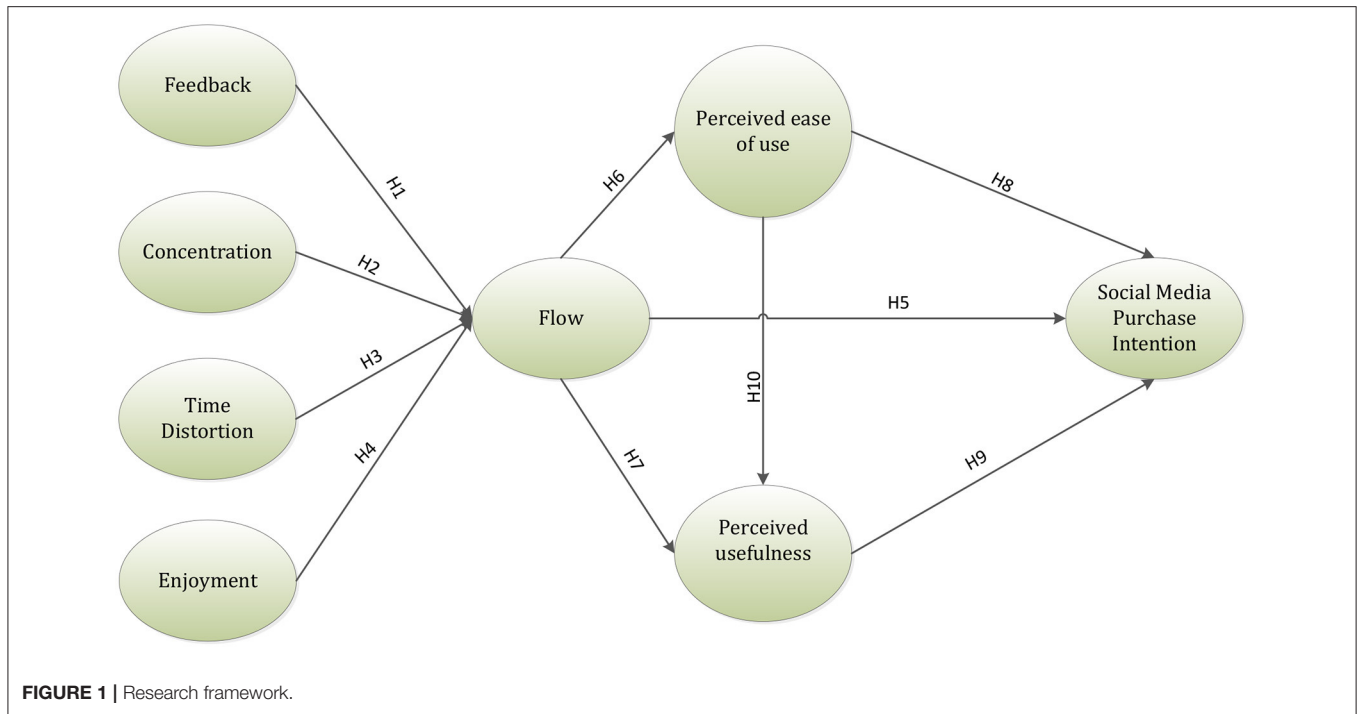 Feedback
Concentration
Time
Distortion
Enjoyment
H1
H2
H3
H4
Flow
H6
H7
Perceived ease
of use
H10
Perceived
usefulness
H8
H5
H9
Social Media
Purchase
Intention
FIGURE 1 | Research framework.